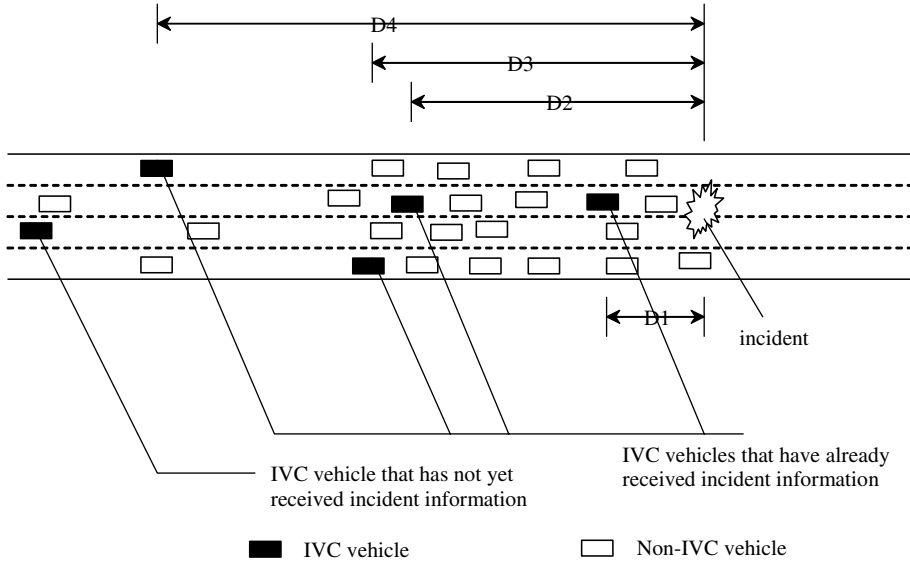 D4
D3
D2
D1
incident
IVC vehicle that has not yet
received incident information
IVC vehicles that have already
received incident information
IVC vehicle
Non-IVC vehicle